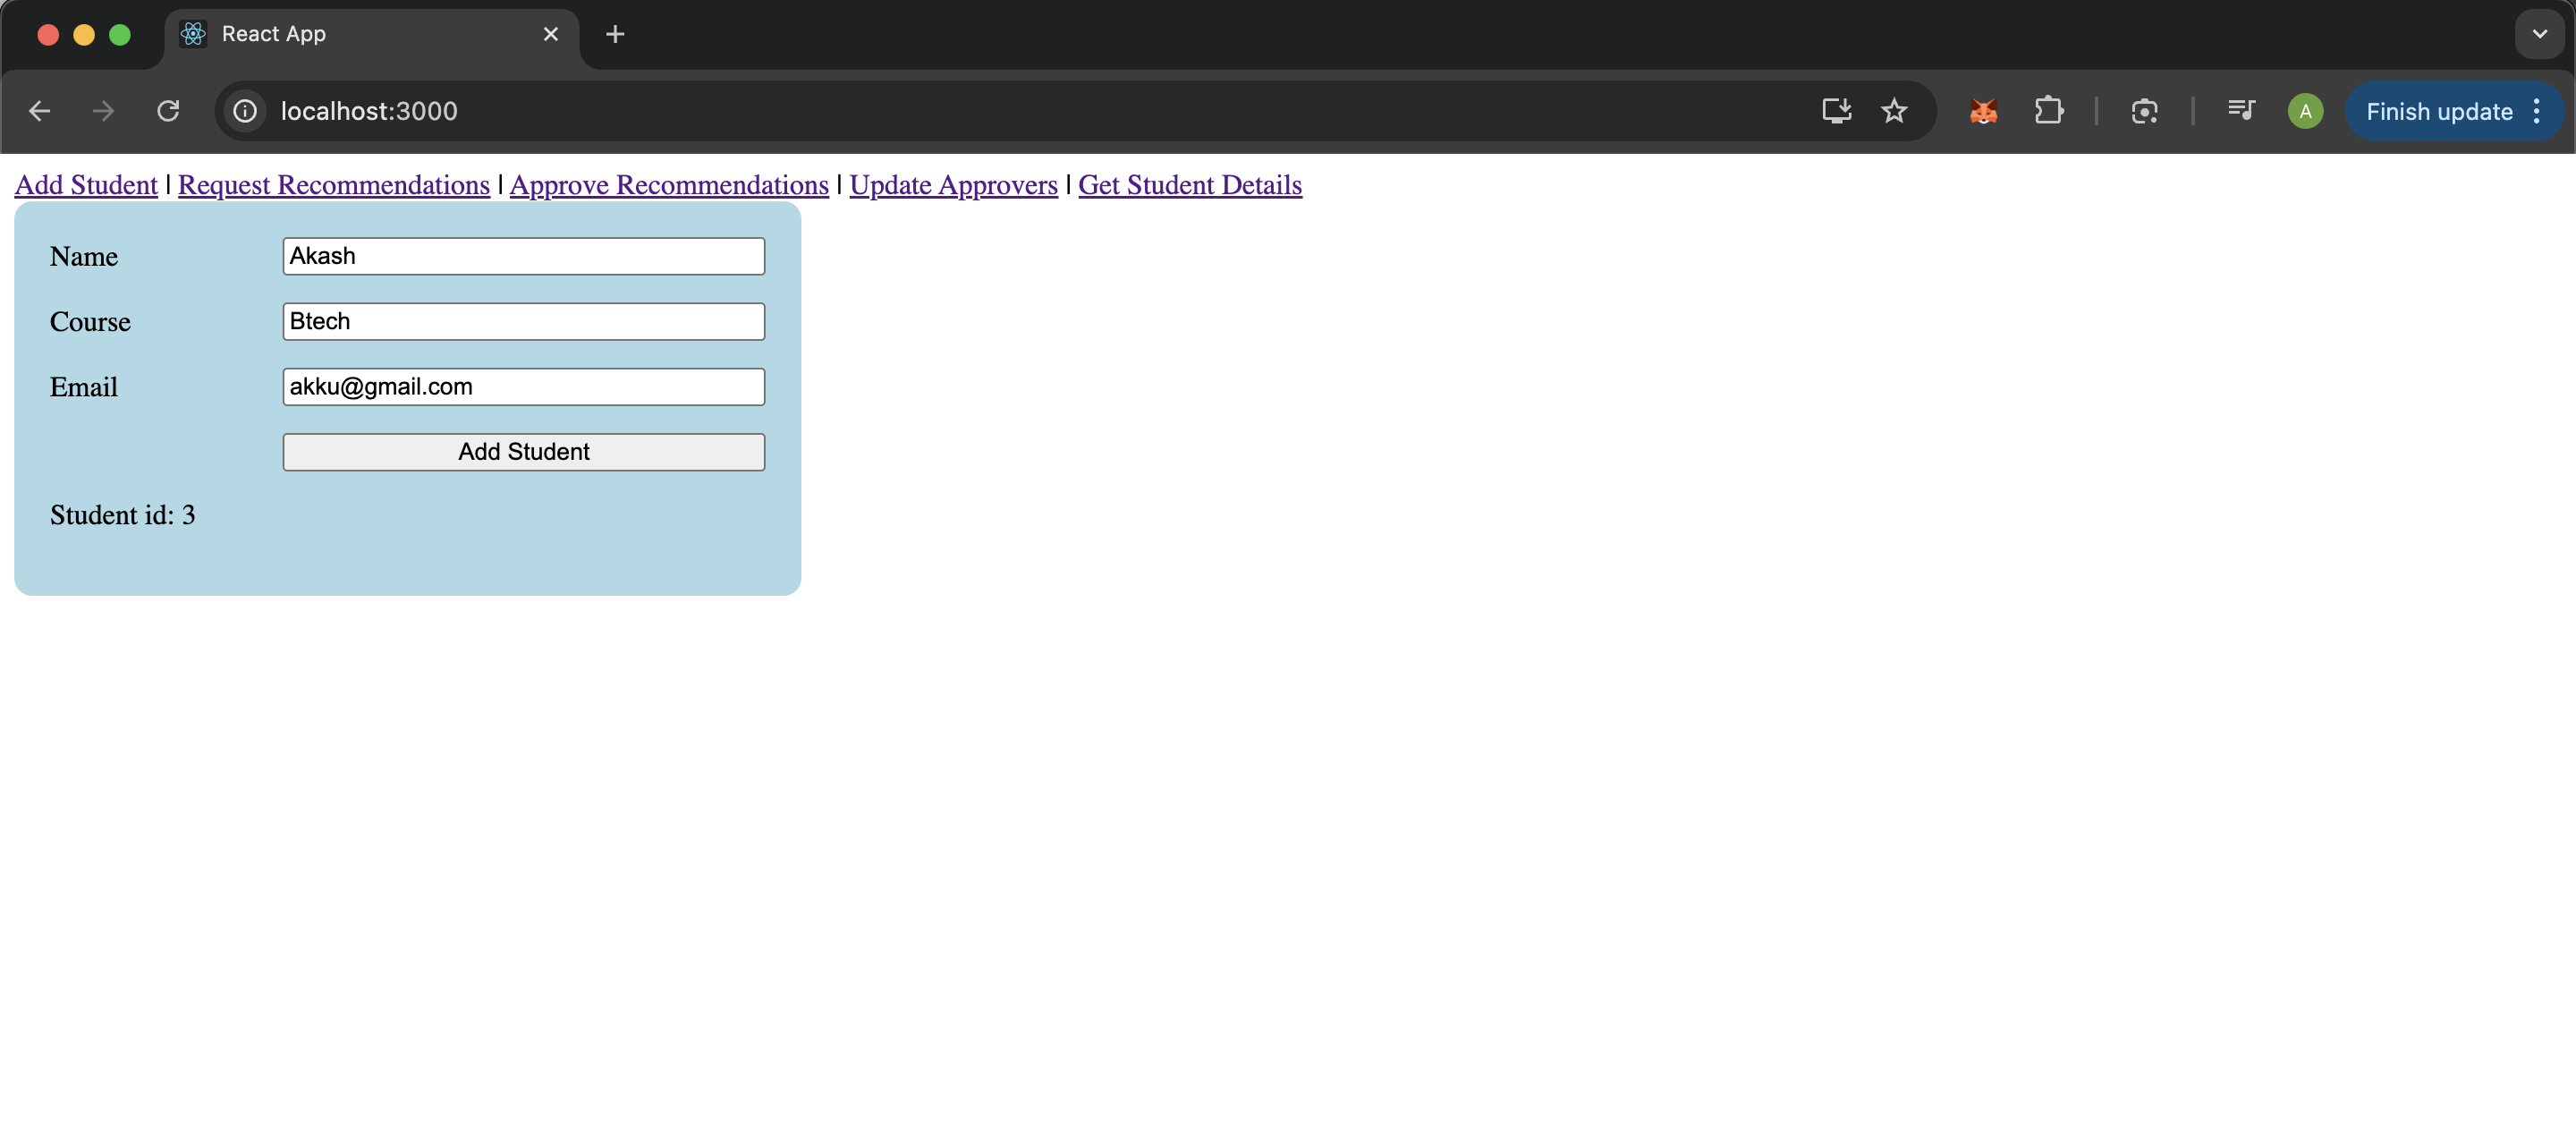 React App
localhost:3000
A
Finish update
Add Student | Request Recommendations | Approve Recommendations | Update Approvers | Get Student Details
Name Akash
Course Btech
Email akku@gmail.com
Add Student
Student id: 3